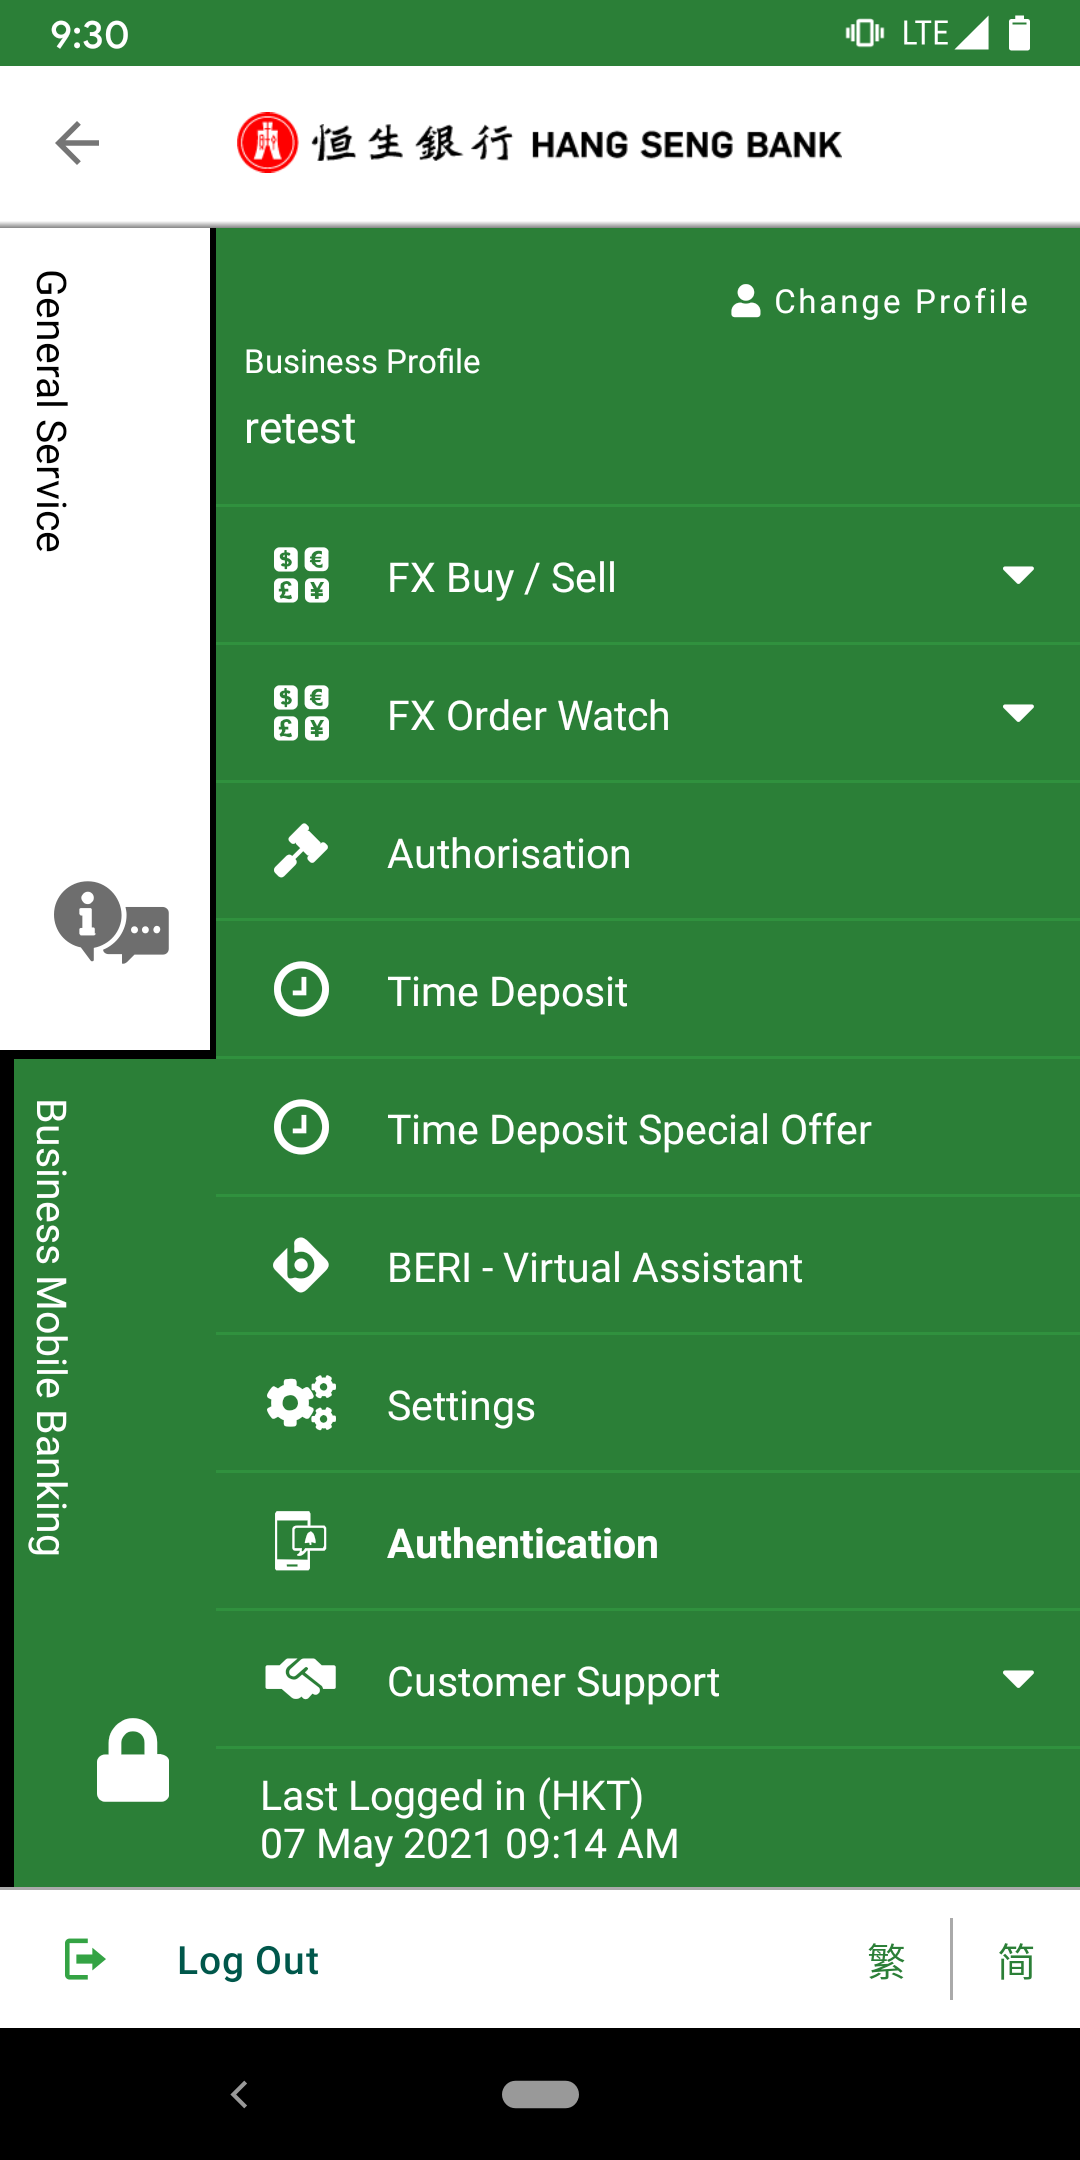 9:30
LTE
恒生銀行 HANG SENG BANK
General Service
Change Profile
Business Profile
retest
FX Buy / Sell
FX Order Watch
Authorisation
Time Deposit
Time Deposit Special Offer
BERI - Virtual Assistant
Settings
Authentication
Customer Support
Business Mobile Banking
Last Logged in (HKT)
07 May 2021 09:14 AM
Log Out
繁
简